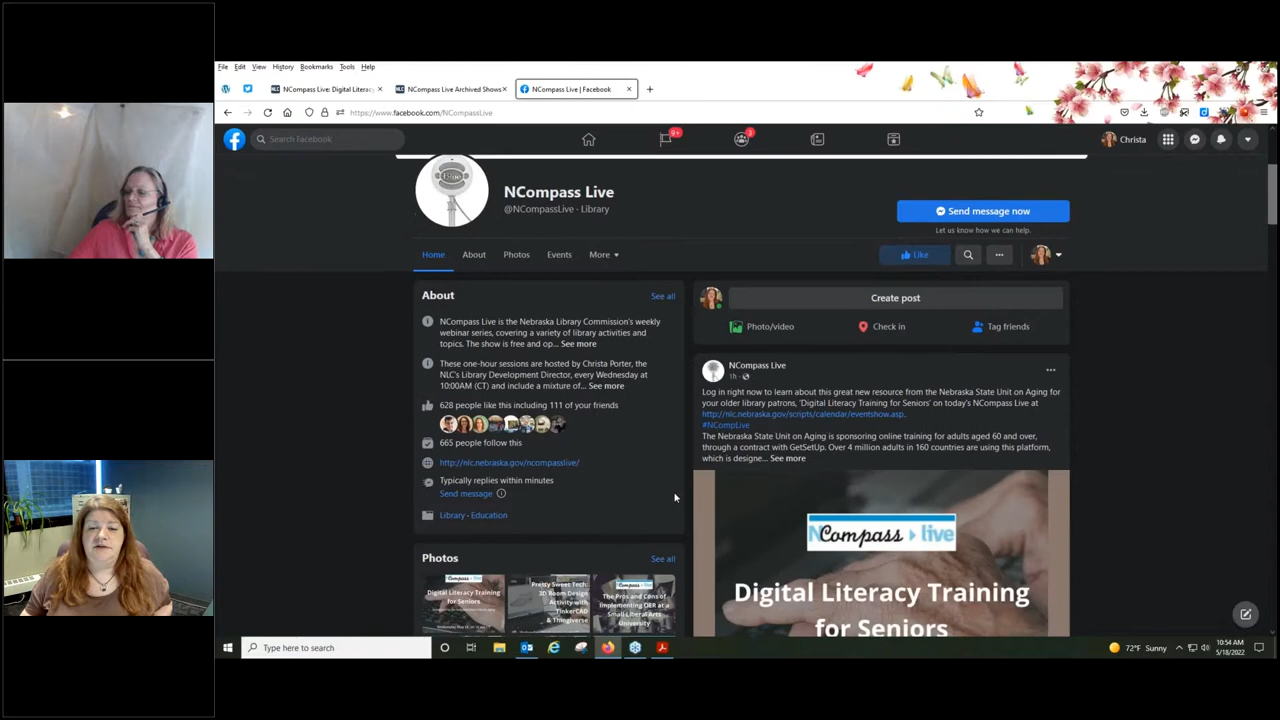 File Edit View History Bookmarks Tools Help
NCompass Live: Digital Literacy × NCompass Live Archived Shows × NCompass Live | Facebook × +
https://www.facebook.com/NCompassLive
Search Facebook
9+
3
Christa
Blue
NCompass Live
@NCompassLive · Library
Send message now
Let us know how we can help.
Home About Photos Events More
Like
About See all
NCompass Live is the Nebraska Library Commission's weekly
webinar series, covering a variety of library activities and
topics. The show is free and op... See more
These one-hour sessions are hosted by Christa Porter, the
NLC's Library Development Director, every Wednesday at
10:00AM (CT) and include a mixture of... See more
628 people like this including 111 of your friends
665 people follow this
http://nlc.nebraska.gov/ncompasslive/
Typically replies within minutes
Send message
Library · Education
Photos See all
NCompass live
Digital Literacy Training
for Seniors
Pretty Sweet Tech:
3D Room Design
Activity with
TinkerCAD
& Thingiverse
NCompass live
The Pros and Cons of
Implementing OER at a
Small Liberal Arts
University
Create post
Photo/video Check in Tag friends
NCompass Live
1h ·
Log in right now to learn about this great new resource from the Nebraska State Unit on Aging for
your older library patrons, 'Digital Literacy Training for Seniors' on today's NCompass Live at
http://nlc.nebraska.gov/scripts/calendar/eventshow.asp..
#NCompLive
The Nebraska State Unit on Aging is sponsoring online training for adults aged 60 and over,
through a contract with GetSetUp. Over 4 million adults in 160 countries are using this platform,
which is designe... See more
NCompass live
Digital Literacy Training
for Seniors
Type here to search
72°F Sunny
10:54 AM
5/18/2022